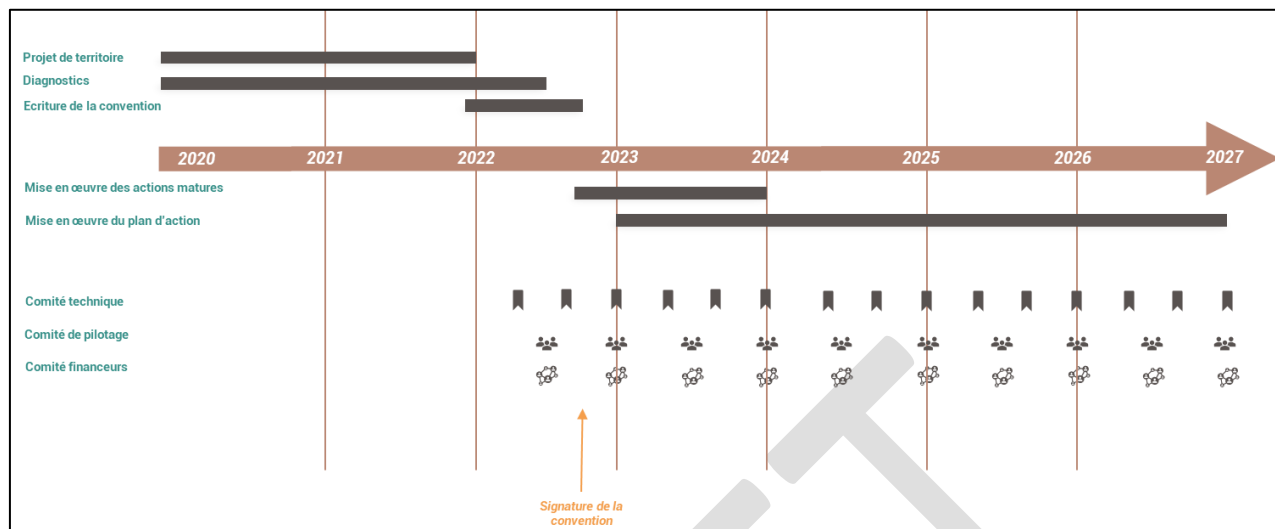 Projet de territoire
Diagnostics
Ecriture de la convention
2020 2021 2022 2023 2024 2025 2026 2027
Mise en œuvre des actions matures
Mise en œuvre du plan d'action
Comité technique
Comité de pilotage
Comité financeurs
Signature de la
convention